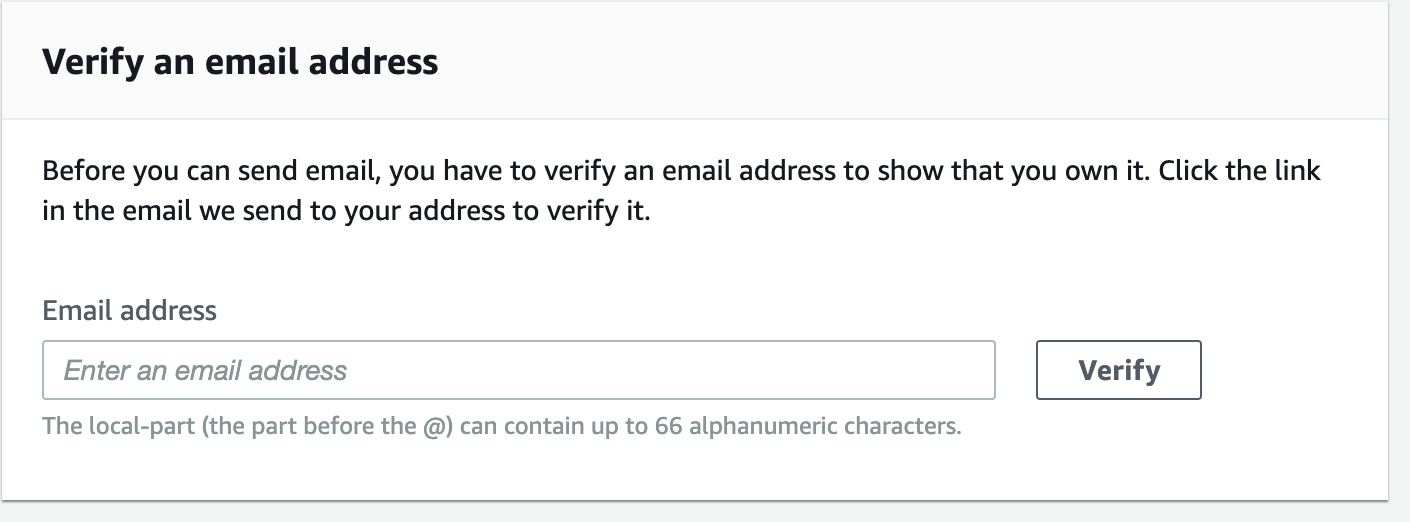 Verify an email address
Before you can send email, you have to verify an email address to show that you own it. Click the link
in the email we send to your address to verify it.
Email address
Enter an email address
Verify
The local-part (the part before the @) can contain up to 66 alphanumeric characters.